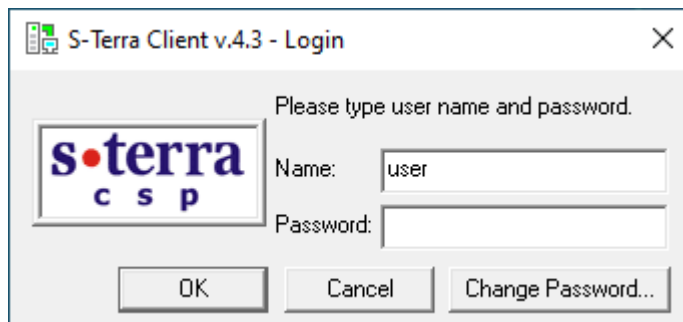 S-Terra Client v.4.3 - Login
Please type user name and password.
s•terra
c s p
Name: user
Password:
OK Cancel Change Password...